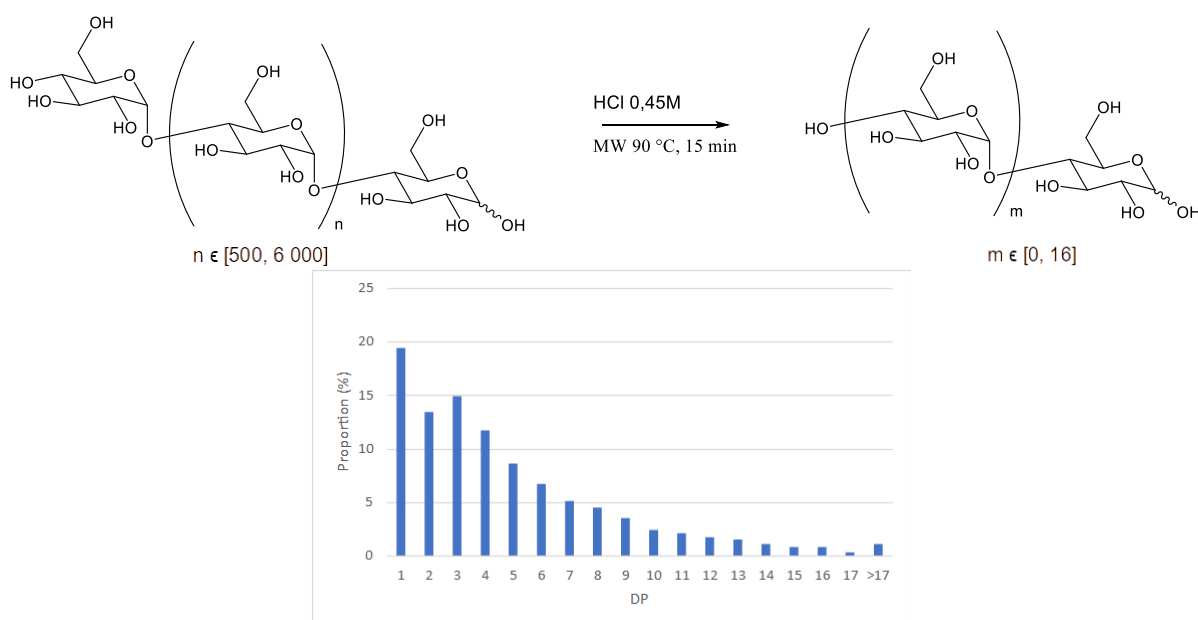 OH
HO
O
HO
HO
O
OH
O
HO
HO
O
n
OH
O
HO
HO
OH
n ϵ [500, 6 000]
HCl 0,45M
MW 90 °C, 15 min
OH
HO
O
HO
HO
O
m
OH
O
HO
HO
OH
m ϵ [0, 16]
25
20
15
10
5
0
Proportion (%)
1 2 3 4 5 6 7 8 9 10 11 12 13 14 15 16 17 >17
DP